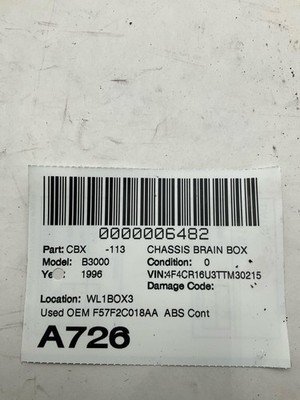 0000006482
Part: CBX -113 CHASSIS BRAIN BOX
Model: B3000 Condition: 0
1996 VIN:4F4CR16U3TTM30215
Damage Code:
Location: WL1BOX3
Used OEM F57F2C018AA ABS Cont
A726